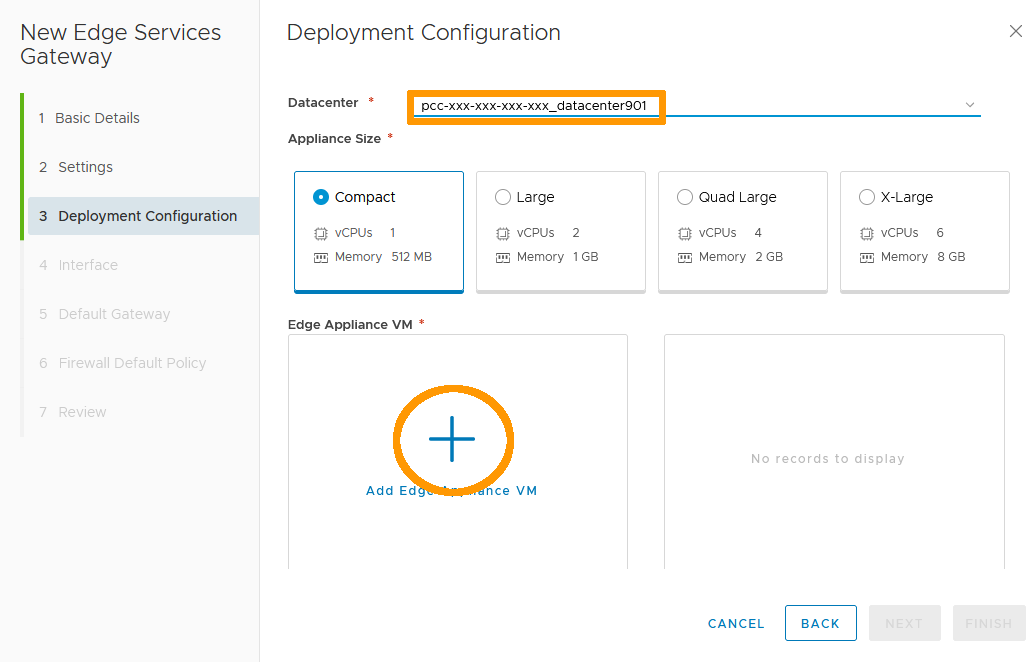 New Edge Services
Gateway
1 Basic Details
2 Settings
3 Deployment Configuration
4 Interface
5 Default Gateway
6 Firewall Default Policy
7 Review
Deployment Configuration
Datacenter *
pcc-xxx-xxx-xxx-xxx_datacenter901
Appliance Size *
Compact
vCPUs 1
Memory 512 MB
Large
vCPUs 2
Memory 1 GB
Quad Large
vCPUs 4
Memory 2 GB
X-Large
vCPUs 6
Memory 8 GB
Edge Appliance VM *
Add Edge Appliance VM
No records to display
CANCEL
BACK
NEXT
FINISH